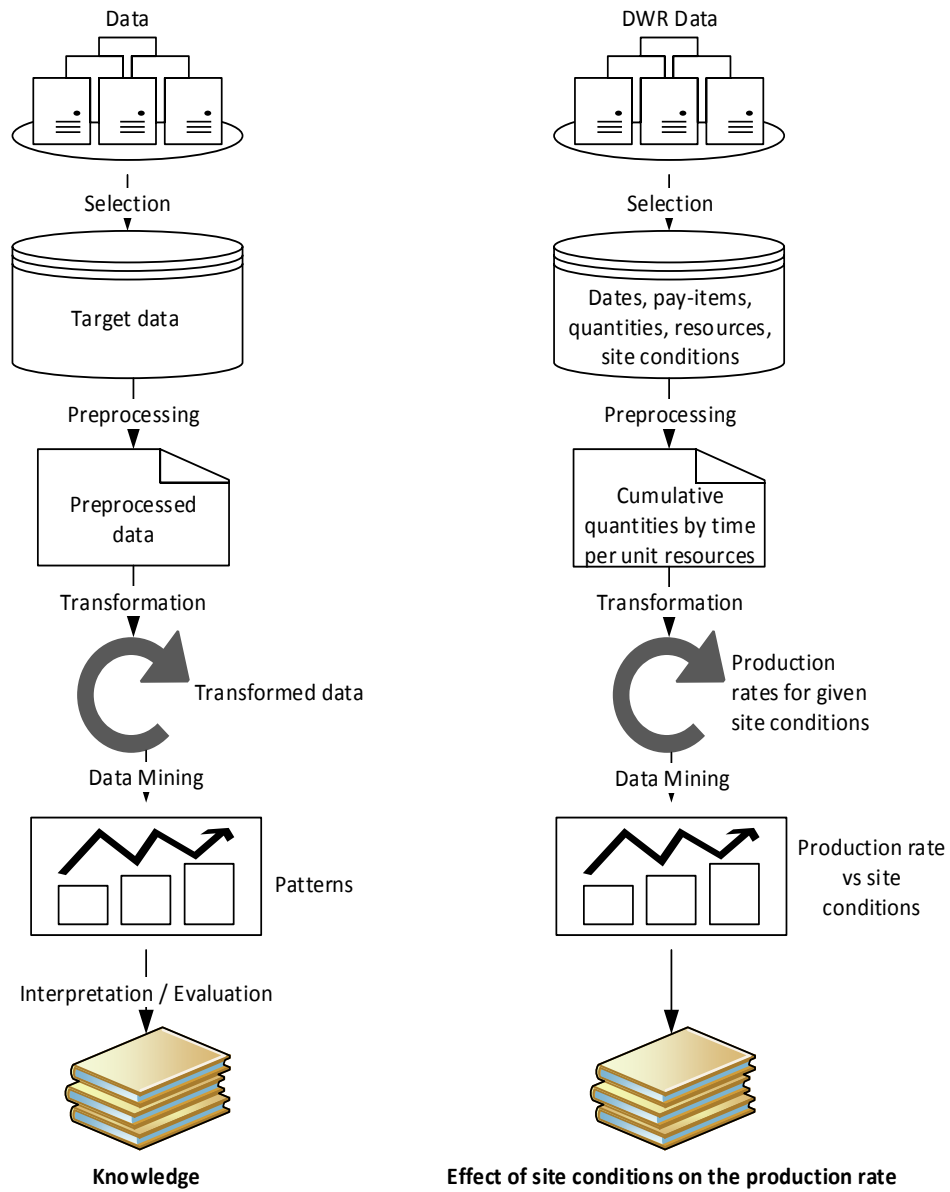 Data
Selection
Target data
Preprocessing
Preprocessed
data
Transformation
Transformed data
Data Mining
Patterns
Interpretation / Evaluation
Knowledge
DWR Data
Selection
Dates, pay-items,
quantities, resources,
site conditions
Preprocessing
Cumulative
quantities by time
per unit resources
Transformation
Production
rates for given
site conditions
Data Mining
Production rate
vs site
conditions
Effect of site conditions on the production rate